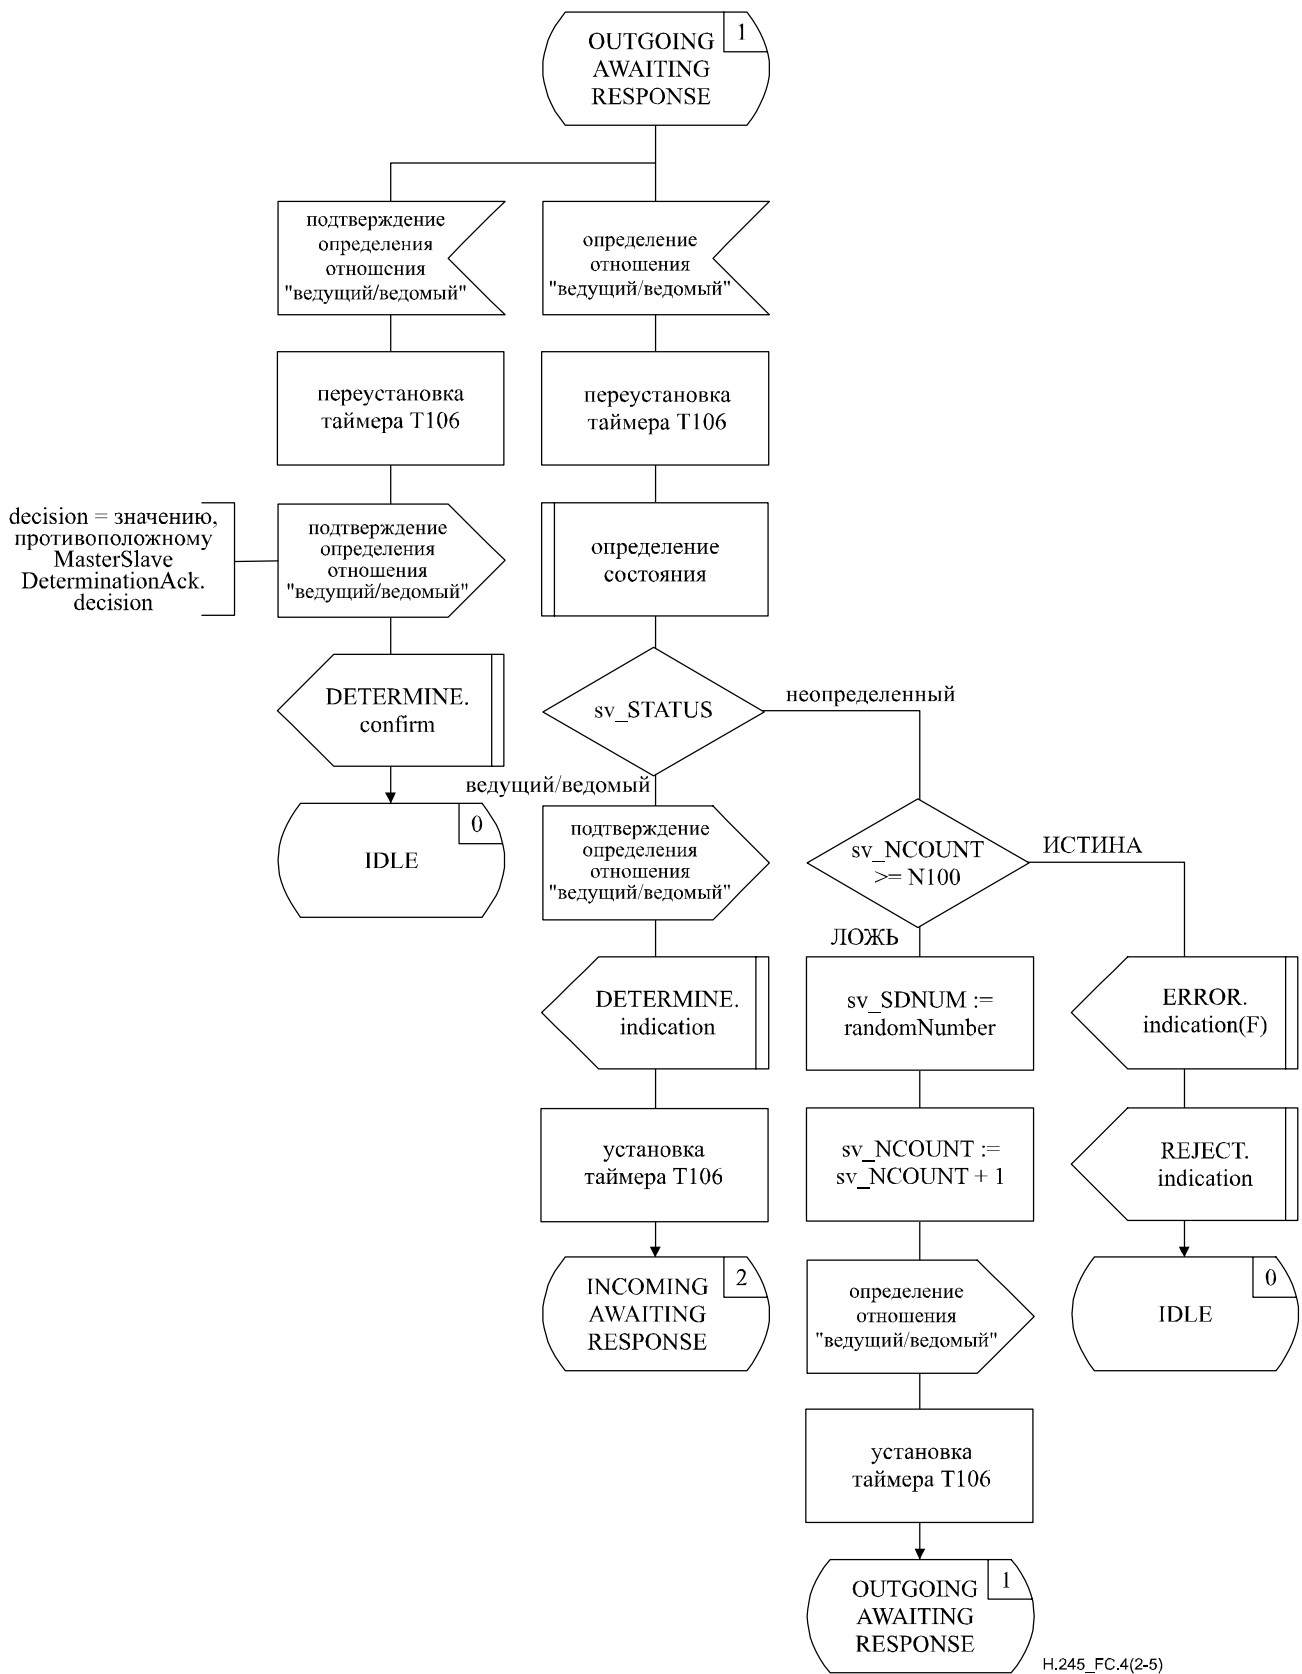 OUTGOING
AWAITING
RESPONSE
1
подтверждение
определения
отношсния
"ведущий/ведомый"
определение
отношения
"ведущий/ведомый"
переустановка
таймера T106
переустановка
таймера T106
decision = значению,
противоположному
MasterSlave
DeterminationAck.
decision
подтверждение
определения
отношения
"ведущий/ведомый"
определение
состояния
DETERMINE.
confirm
sv_STATUS
неопределенный
ведущий/ведомый
IDLE
0
подтверждение
определения
отношения
"ведущий/ведомый"
sv_NCOUNT
>= N100
ИСТИНА
ЛОЖЬ
DETERMINE.
indication
sv_SDNUM :=
randomNumber
ERROR.
indication(F)
установка
таймера T106
sv_NCOUNT :=
sv_NCOUNT + 1
REJECT.
indication
INCOMING
AWAITING
RESPONSE
2
определение
отношения
"ведущий/ведомый"
IDLE
0
установка
таймера T106
OUTGOING
AWAITING
RESPONSE
1
H.245_FC.4(2-5)